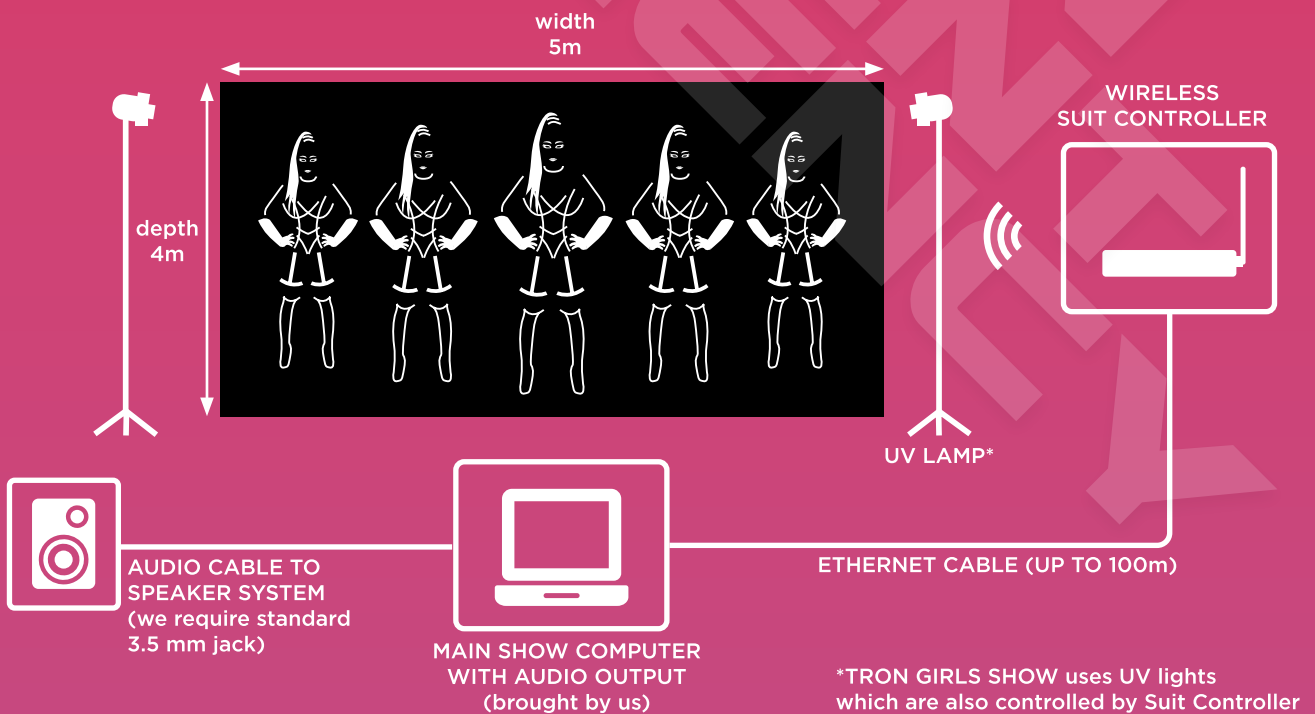 width
5m
WIRELESS
SUIT CONTROLLER
depth
4m
UV LAMP*
AUDIO CABLE TO
SPEAKER SYSTEM
(we require standard
3.5 mm jack)
ETHERNET CABLE (UP TO 100m)
MAIN SHOW COMPUTER
WITH AUDIO OUTPUT
(brought by us)
*TRON GIRLS SHOW uses UV lights
which are also controlled by Suit Controller